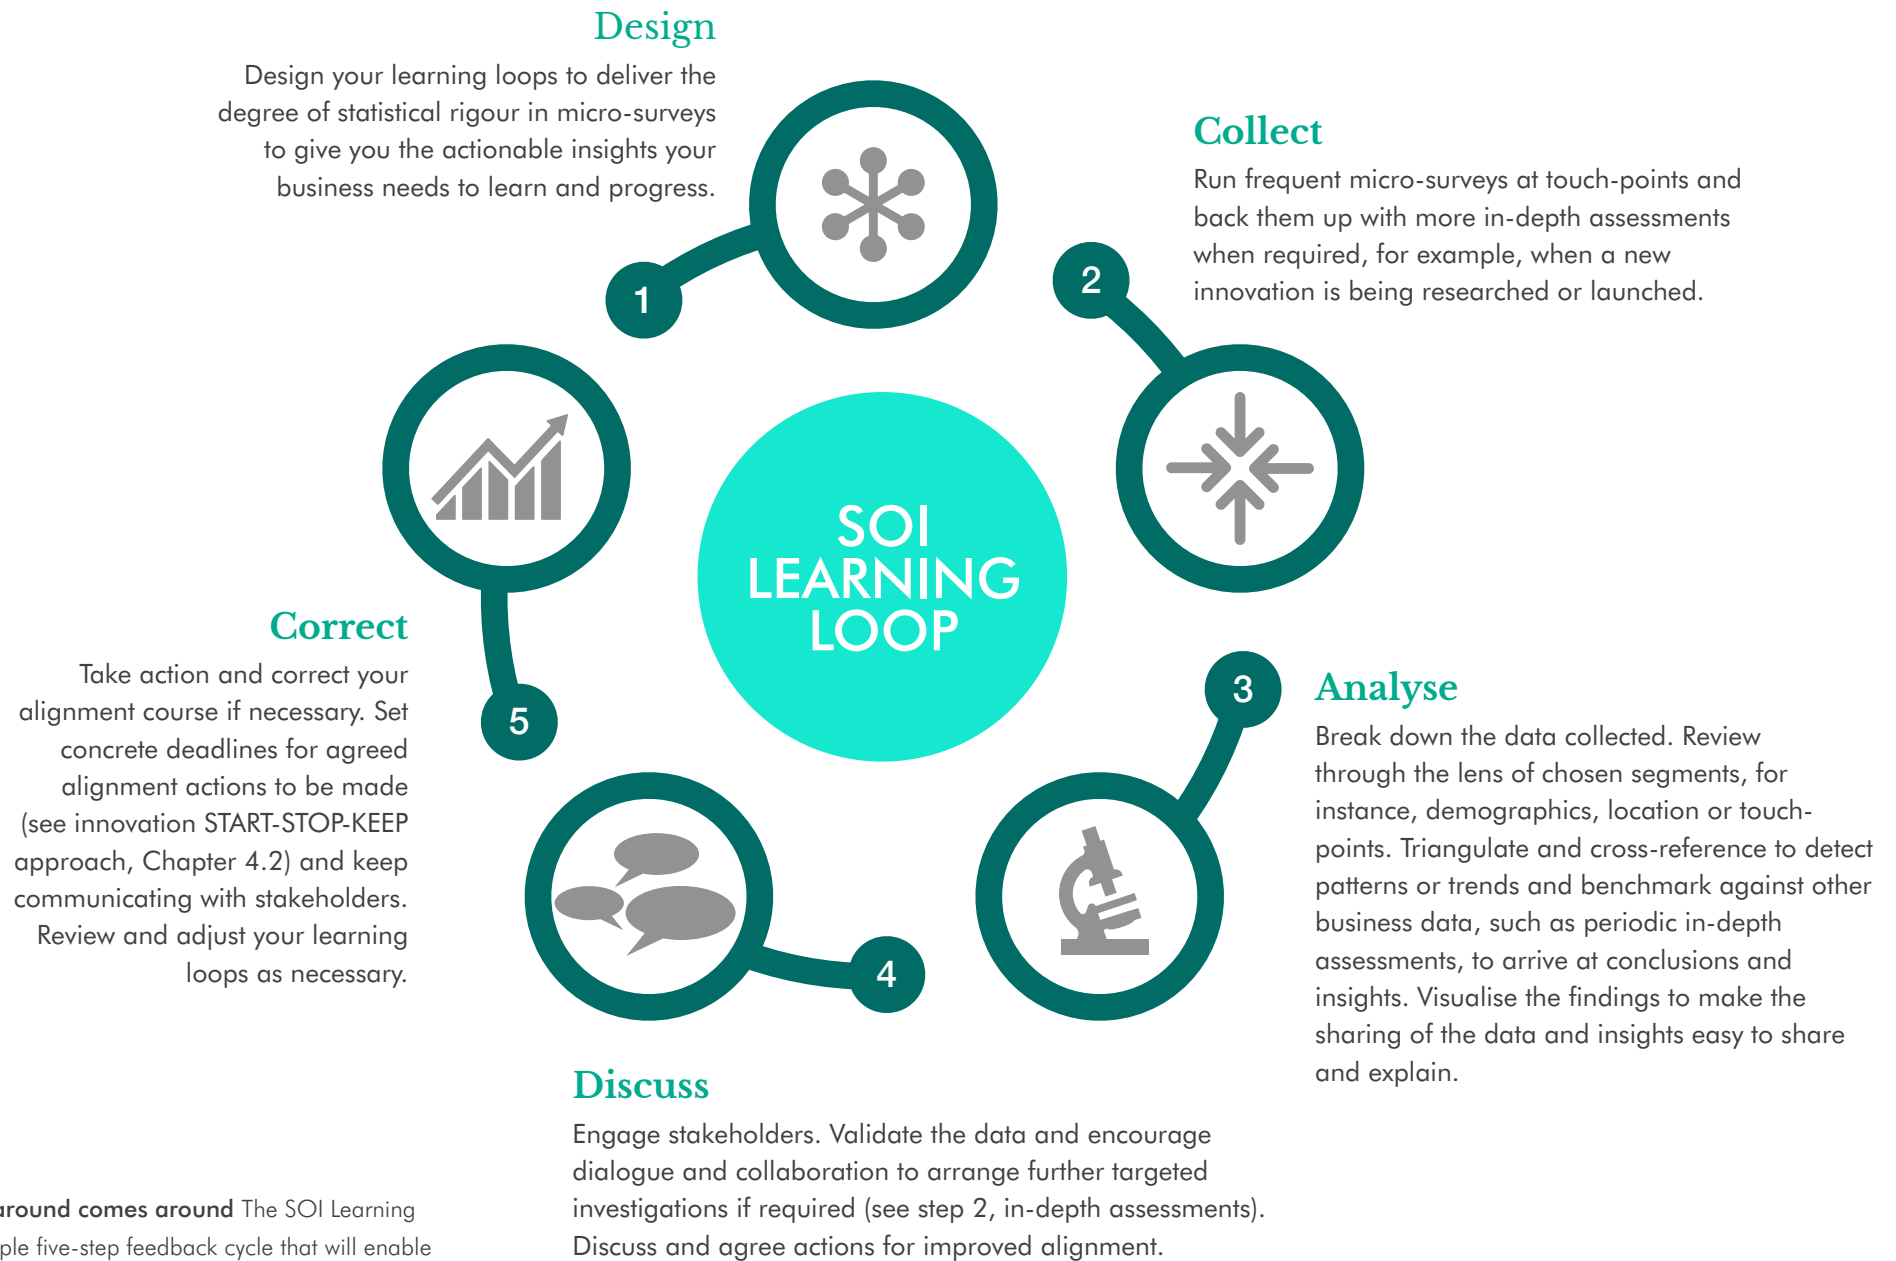 Design
Design your learning loops to deliver the
degree of statistical rigour in micro-surveys
to give you the actionable insights your
business needs to learn and progress.
1
Collect
Run frequent micro-surveys at touch-points and
back them up with more in-depth assessments
when required, for example, when a new
innovation is being researched or launched.
2
SOI
LEARNING
LOOP
3
Analyse
Break down the data collected. Review
through the lens of chosen segments, for
instance, demographics, location or touch-
points. Triangulate and cross-reference to detect
patterns or trends and benchmark against other
business data, such as periodic in-depth
assessments, to arrive at conclusions and
insights. Visualise the findings to make the
sharing of the data and insights easy to share
and explain.
4
Discuss
Engage stakeholders. Validate the data and encourage
dialogue and collaboration to arrange further targeted
investigations if required (see step 2, in-depth assessments).
Discuss and agree actions for improved alignment.
5
Correct
Take action and correct your
alignment course if necessary. Set
concrete deadlines for agreed
alignment actions to be made
(see innovation START-STOP-KEEP
approach, Chapter 4.2) and keep
communicating with stakeholders.
Review and adjust your learning
loops as necessary.
around comes around The SOI Learning
five-step feedback cycle that will enable